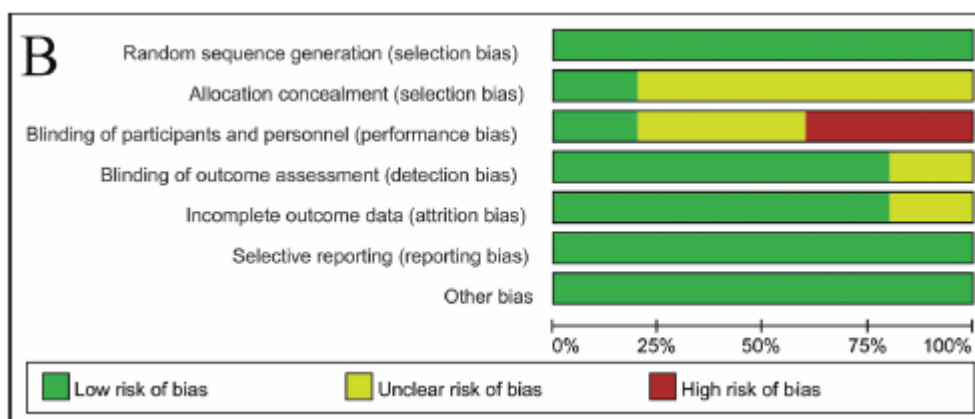 B
Random sequence generation (selection bias)
Allocation concealment (selection bias)
Blinding of participants and personnel (performance bias)
Blinding of outcome assessment (detection bias)
Incomplete outcome data (attrition bias)
Selective reporting (reporting bias)
Other bias
0% 25% 50% 75% 100%
Low risk of bias Unclear risk of bias High risk of bias